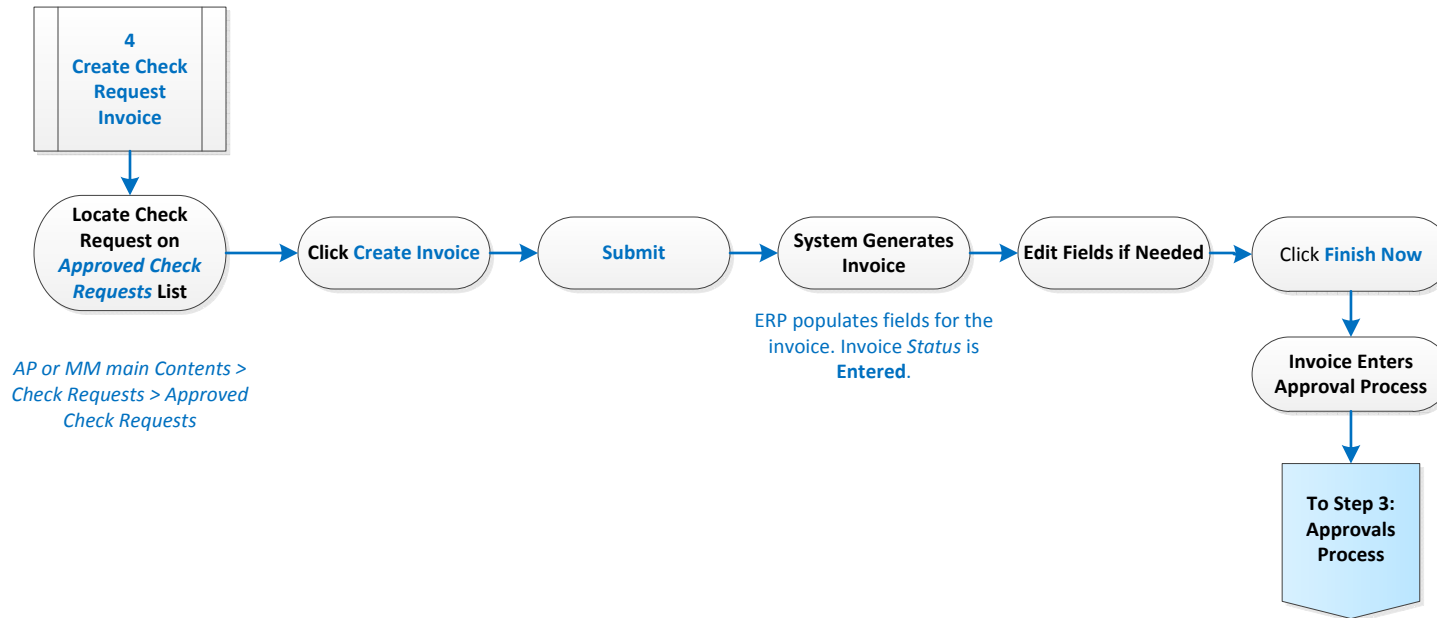 4
Create Check
Request
Invoice
Locate Check
Request on
Approved Check
Requests List
Click Create Invoice
Submit
System Generates
Invoice
Edit Fields if Needed
Click Finish Now
ERP populates fields for the
invoice. Invoice Status is
Entered.
AP or MM main Contents >
Check Requests > Approved
Check Requests
Invoice Enters
Approval Process
To Step 3:
Approvals
Process